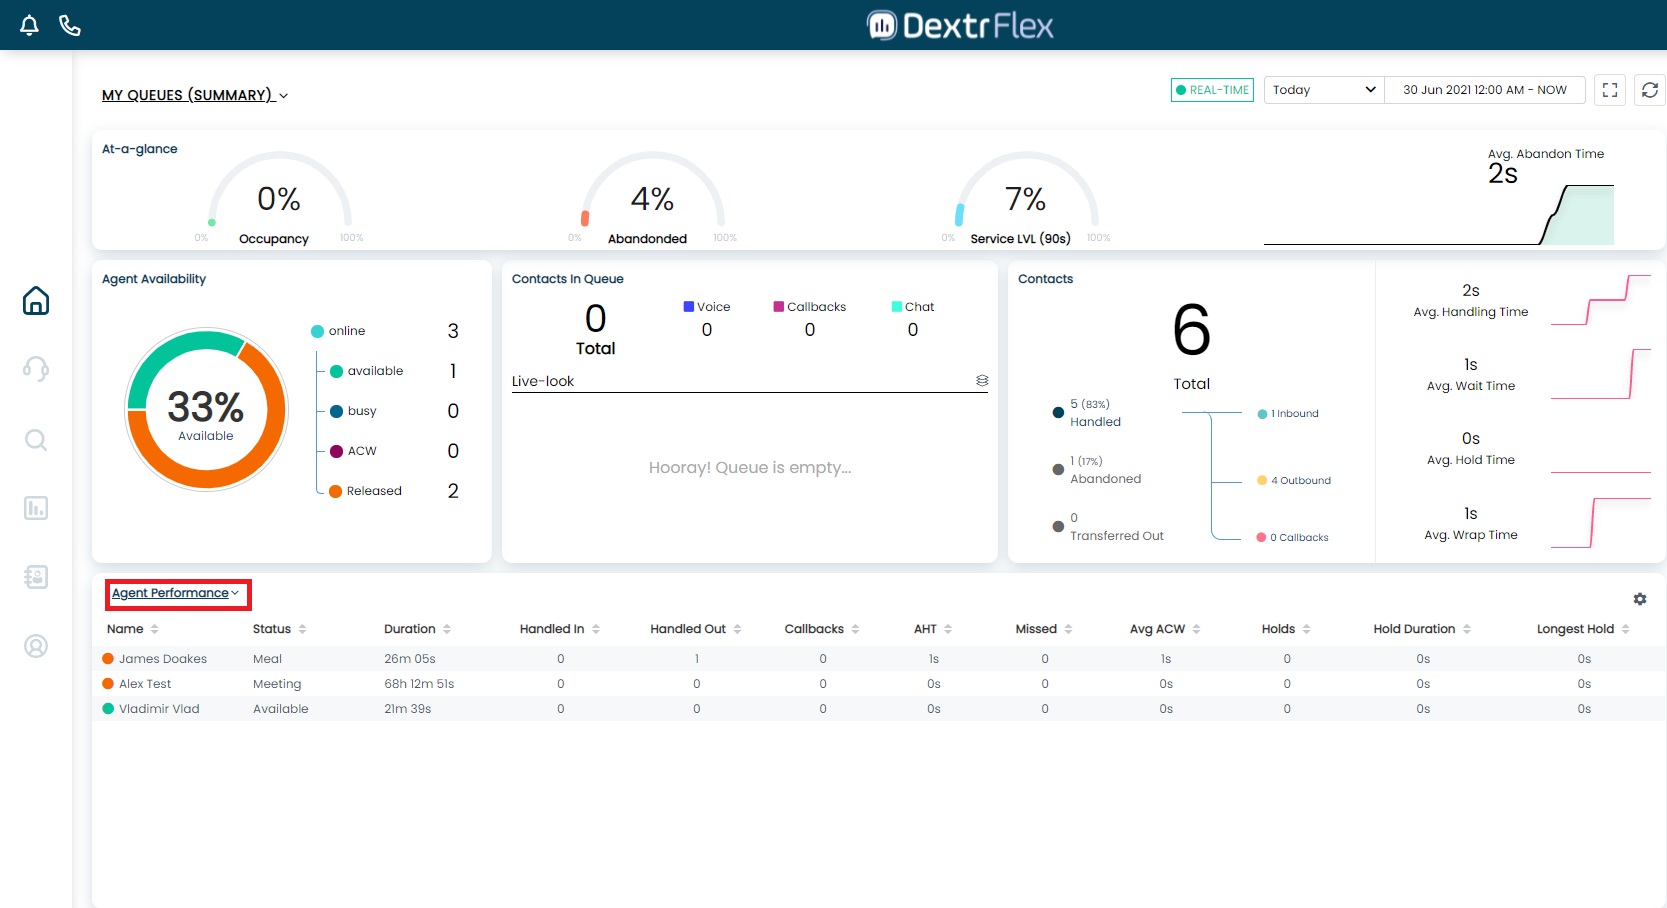 DextrFlex
MY QUEUES (SUMMARY)
REAL-TIME
Today
30 Jun 2021 12:00 AM - NOW
At-a-glance
0%
0%
Occupancy
100%
4%
0%
Abandonded
100%
7%
0%
Service LVL (90s)
100%
Avg. Abandon Time
2s
Agent Availability
33%
Available
online 3
available 1
busy 0
ACW 0
Released 2
Contacts In Queue
0
Total
Voice
0
Callbacks
0
Chat
0
Live-look
Hooray! Queue is empty...
Contacts
6
Total
5 (83%)
Handled
1 (17%)
Abandoned
0
Transferred Out
1 Inbound
4 Outbound
0 Callbacks
2s
Avg. Handling Time
1s
Avg. Wait Time
0s
Avg. Hold Time
1s
Avg. Wrap Time
Agent Performance
Name Status Duration Handled In Handled Out Callbacks AHT Missed Avg ACW Holds Hold Duration Longest Hold
James Doakes Meal 26m 05s 0 1 0 1s 0 1s 0 0s 0s
Alex Test Meeting 68h 12m 51s 0 0 0 0s 0 0s 0 0s 0s
Vladimir Vlad Available 21m 39s 0 0 0 0s 0 0s 0 0s 0s